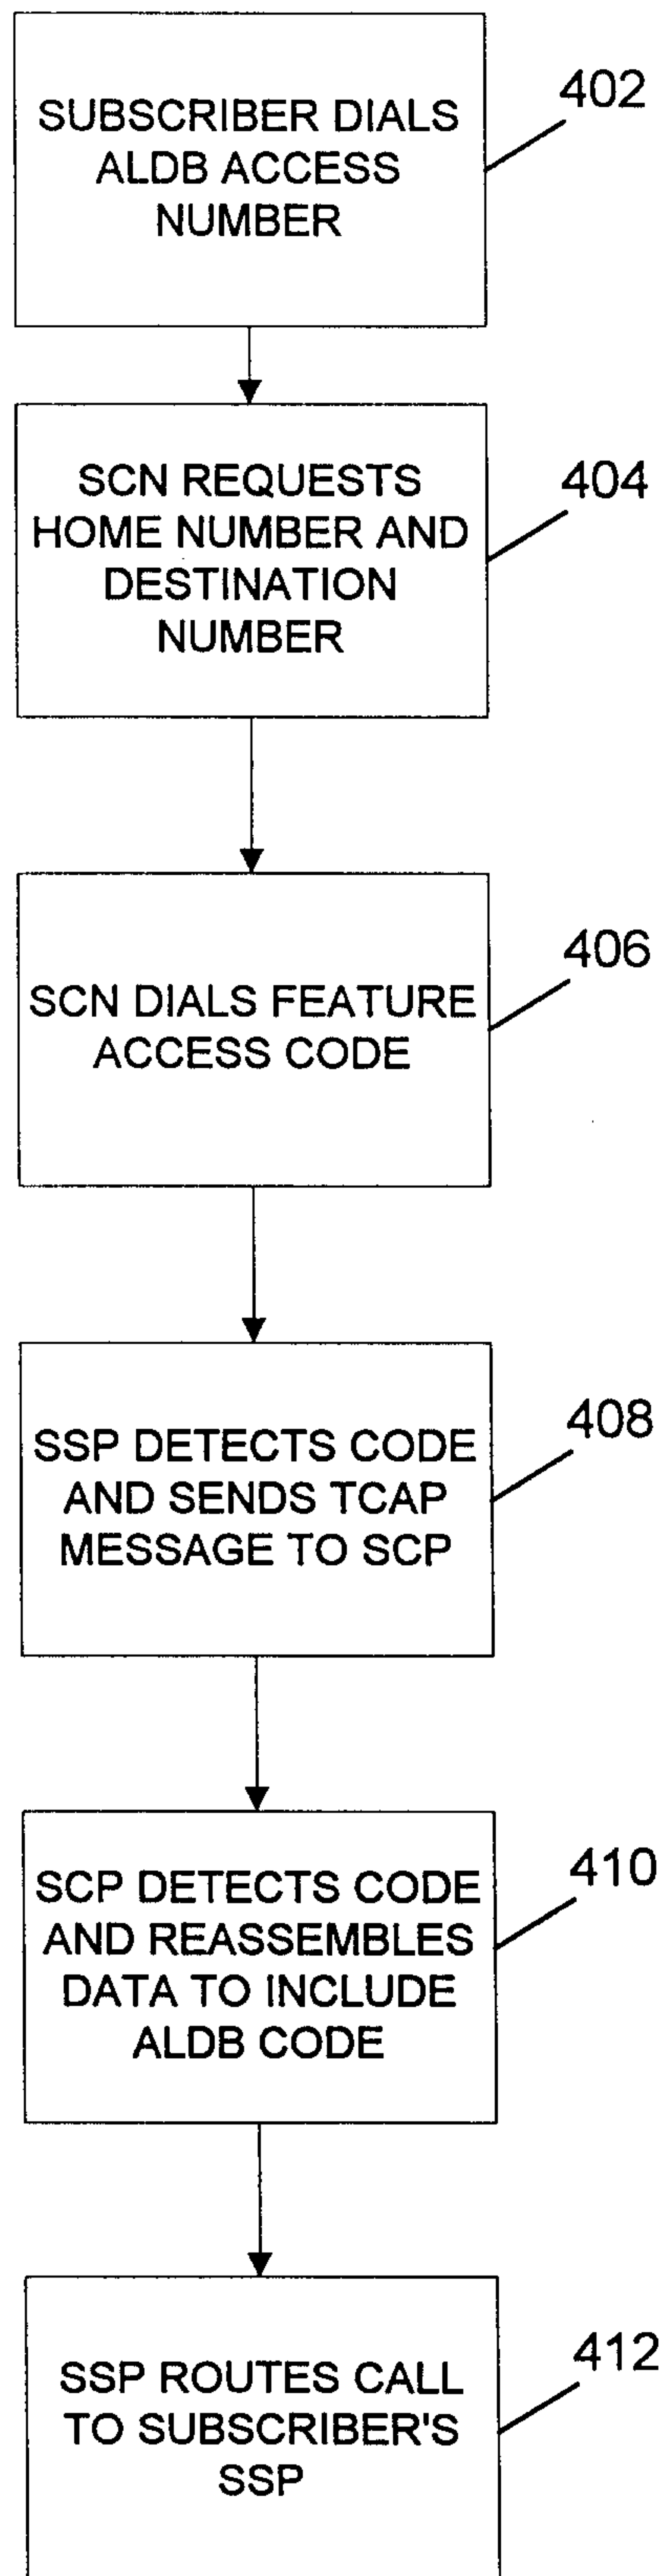 SUBSCRIBER DIALS
ALDB ACCESS
NUMBER
402
SCN REQUESTS
HOME NUMBER AND
DESTINATION
NUMBER
404
SCN DIALS FEATURE
ACCESS CODE
406
SSP DETECTS CODE
AND SENDS TCAP
MESSAGE TO SCP
408
SCP DETECTS CODE
AND REASSEMBLES
DATA TO INCLUDE
ALDB CODE
410
SSP ROUTES CALL
TO SUBSCRIBER'S
SSP
412